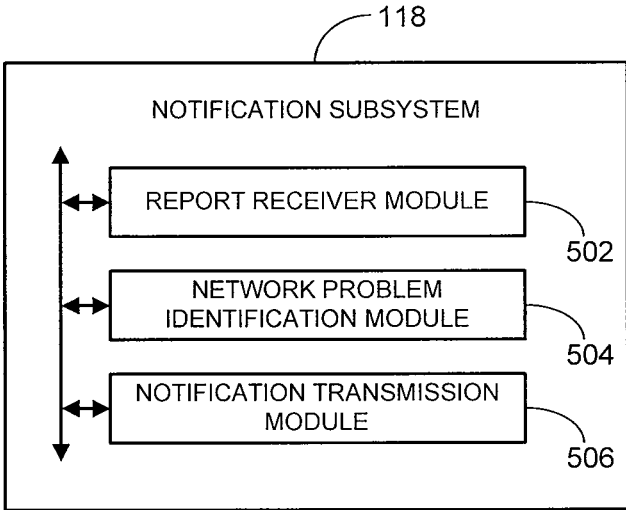 118
NOTIFICATION SUBSYSTEM
REPORT RECEIVER MODULE
502
NETWORK PROBLEM
IDENTIFICATION MODULE
504
NOTIFICATION TRANSMISSION
MODULE
506